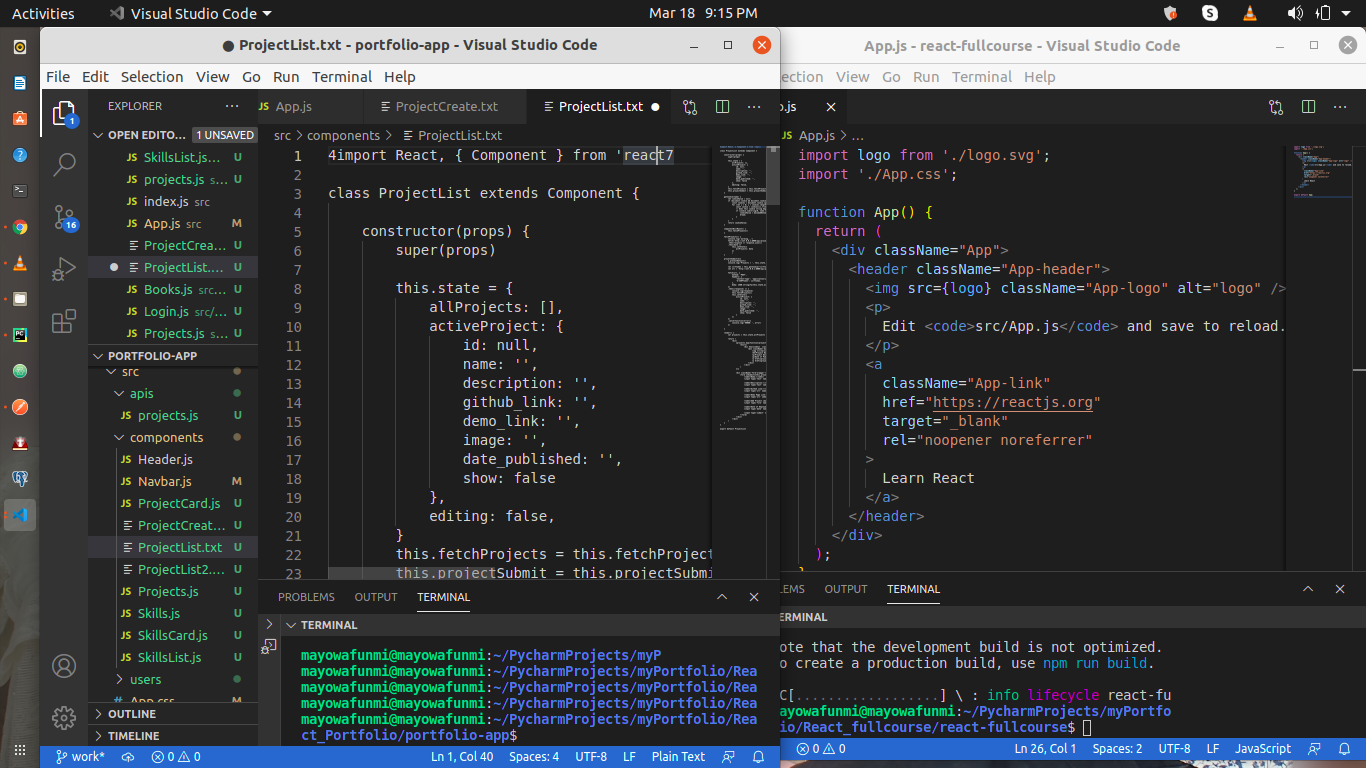 Activities
Visual Studio Code
Mar 18 9:15 PM
● ProjectList.txt - portfolio-app - Visual Studio Code
File Edit Selection View Go Run Terminal Help
EXPLORER
OPEN EDITO... 1 UNSAVED
JS SkillsList.js... U
JS projects.js s... U
JS index.js src
JS App.js src M
ProjectCrea... U
● ProjectList.... U
JS Books.js src... U
JS Login.js src/... U
JS Projects.js s... U
PORTFOLIO-APP
src
apis
JS projects.js U
components
JS Header.js
JS Navbar.js M
JS ProjectCard.js U
ProjectCreat... U
ProjectList.txt U
ProjectList2.... U
JS Projects.js U
JS Skills.js U
JS SkillsCard.js U
JS SkillsList.js U
users
OUTLINE
TIMELINE
1
16
JS App.js
ProjectCreate.txt
ProjectList.txt ●
src > components > ProjectList.txt
1 4import React, { Component } from 'react7
2
3 class ProjectList extends Component {
4
5 constructor(props) {
6 super(props)
7
8 this.state = {
9 allProjects: [],
10 activeProject: {
11 id: null,
12 name: '',
13 description: '',
14 github_link: '',
15 demo_link: '',
16 image: '',
17 date_published: '',
18 show: false
19 },
20 editing: false,
21 }
22 this.fetchProjects = this.fetchProject
23 this.projectSubmit = this.projectSubmi
PROBLEMS OUTPUT TERMINAL
TERMINAL
mayowafunmi@mayowafunmi:~/PycharmProjects/myP
mayowafunmi@mayowafunmi:~/PycharmProjects/myPortfolio/Rea
mayowafunmi@mayowafunmi:~/PycharmProjects/myPortfolio/Rea
mayowafunmi@mayowafunmi:~/PycharmProjects/myPortfolio/Rea
mayowafunmi@mayowafunmi:~/PycharmProjects/myPortfolio/Rea
ct_Portfolio/portfolio-app$
work* 0 0 Ln 1, Col 40 Spaces: 4 UTF-8 LF Plain Text
App.js - react-fullcourse - Visual Studio Code
ection View Go Run Terminal Help
p.js
JS App.js > ...
import logo from './logo.svg';
import './App.css';
function App() {
return (
<div className="App">
<header className="App-header">
<img src={logo} className="App-logo" alt="logo" />
<p>
Edit <code>src/App.js</code> and save to reload.
</p>
<a
className="App-link"
href="https://reactjs.org"
target="_blank"
rel="noopener noreferrer"
>
Learn React
</a>
</header>
</div>
);
EMS OUTPUT TERMINAL
ERMINAL
ote that the development build is not optimized.
o create a production build, use npm run build.
C[..................] \ : info lifecycle react-fu
ayowafunmi@mayowafunmi:~/PycharmProjects/myPortfo
io/React_fullcourse/react-fullcourse$
0 0 Ln 26, Col 1 Spaces: 2 UTF-8 LF JavaScript